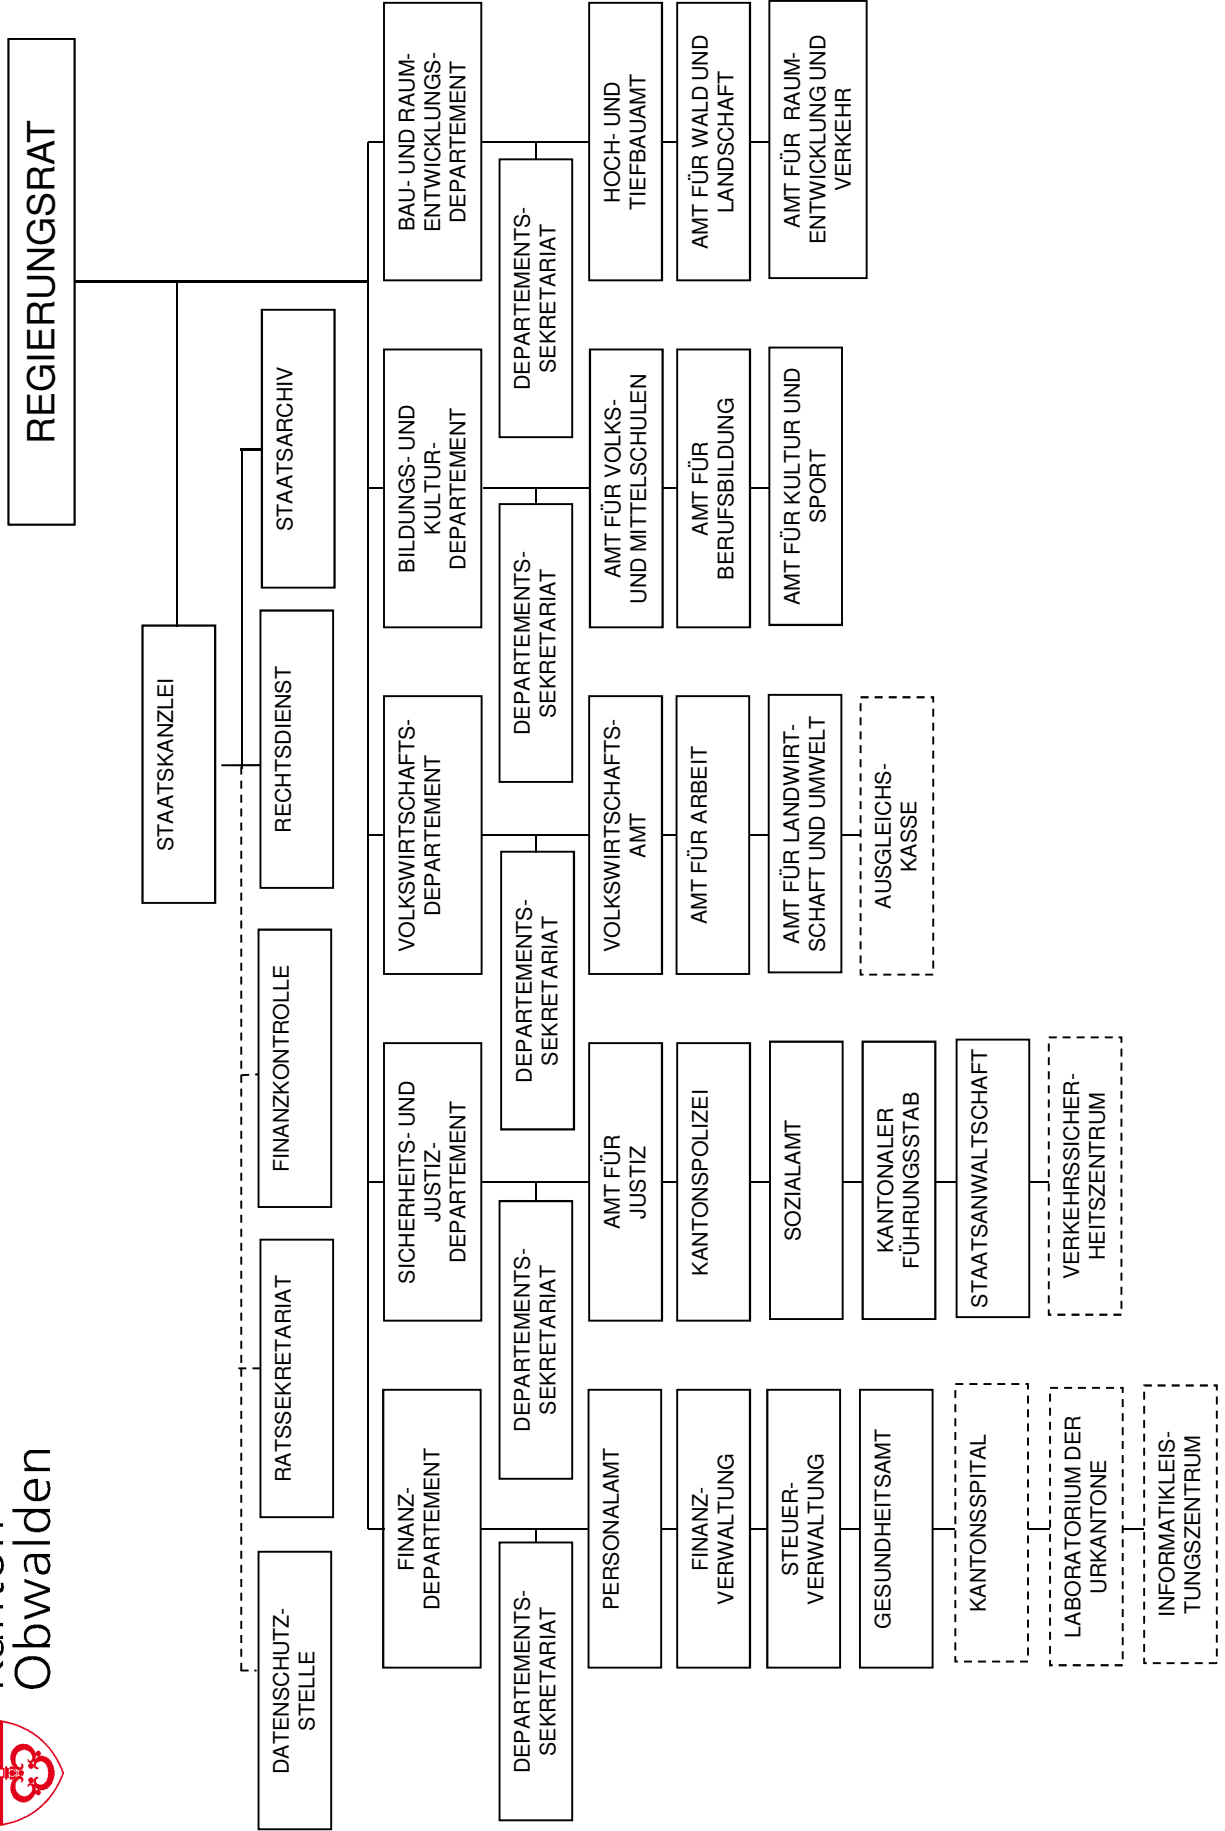 Obwalden
REGIERUNGSRAT
STAATSKANZLEI
DATENSCHUTZ-
STELLE
RATSSEKRETARIAT
FINANZKONTROLLE
RECHTSDIENST
STAATSARCHIV
FINANZ-
DEPARTEMENT
DEPARTEMENTS-
SEKRETARIAT
PERSONALAMT
FINANZ-
VERWALTUNG
STEUER-
VERWALTUNG
GESUNDHEITSAMT
KANTONSSPITAL
LABORATORIUM DER
URKANTONE
INFORMATIKLEIS-
TUNGSZENTRUM
SICHERHEITS- UND
JUSTIZ-
DEPARTEMENT
DEPARTEMENTS-
SEKRETARIAT
AMT FÜR
JUSTIZ
KANTONSPOLIZEI
SOZIALAMT
KANTONALER
FÜHRUNGSSTAB
STAATSANWALTSCHAFT
VERKEHRSSICHER-
HEITSZENTRUM
VOLKSWIRTSCHAFTS-
DEPARTEMENT
DEPARTEMENTS-
SEKRETARIAT
VOLKSWIRTSCHAFTS-
AMT
AMT FÜR ARBEIT
AMT FÜR LANDWIRT-
SCHAFT UND UMWELT
AUSGLEICHS-
KASSE
BILDUNGS- UND
KULTUR-
DEPARTEMENT
DEPARTEMENTS-
SEKRETARIAT
AMT FÜR VOLKS-
UND MITTELSCHULEN
AMT FÜR
BERUFSBILDUNG
AMT FÜR KULTUR UND
SPORT
BAU- UND RAUM-
ENTWICKLUNGS-
DEPARTEMENT
DEPARTEMENTS-
SEKRETARIAT
HOCH- UND
TIEFBAUAMT
AMT FÜR WALD UND
LANDSCHAFT
AMT FÜR RAUM-
ENTWICKLUNG UND
VERKEHR